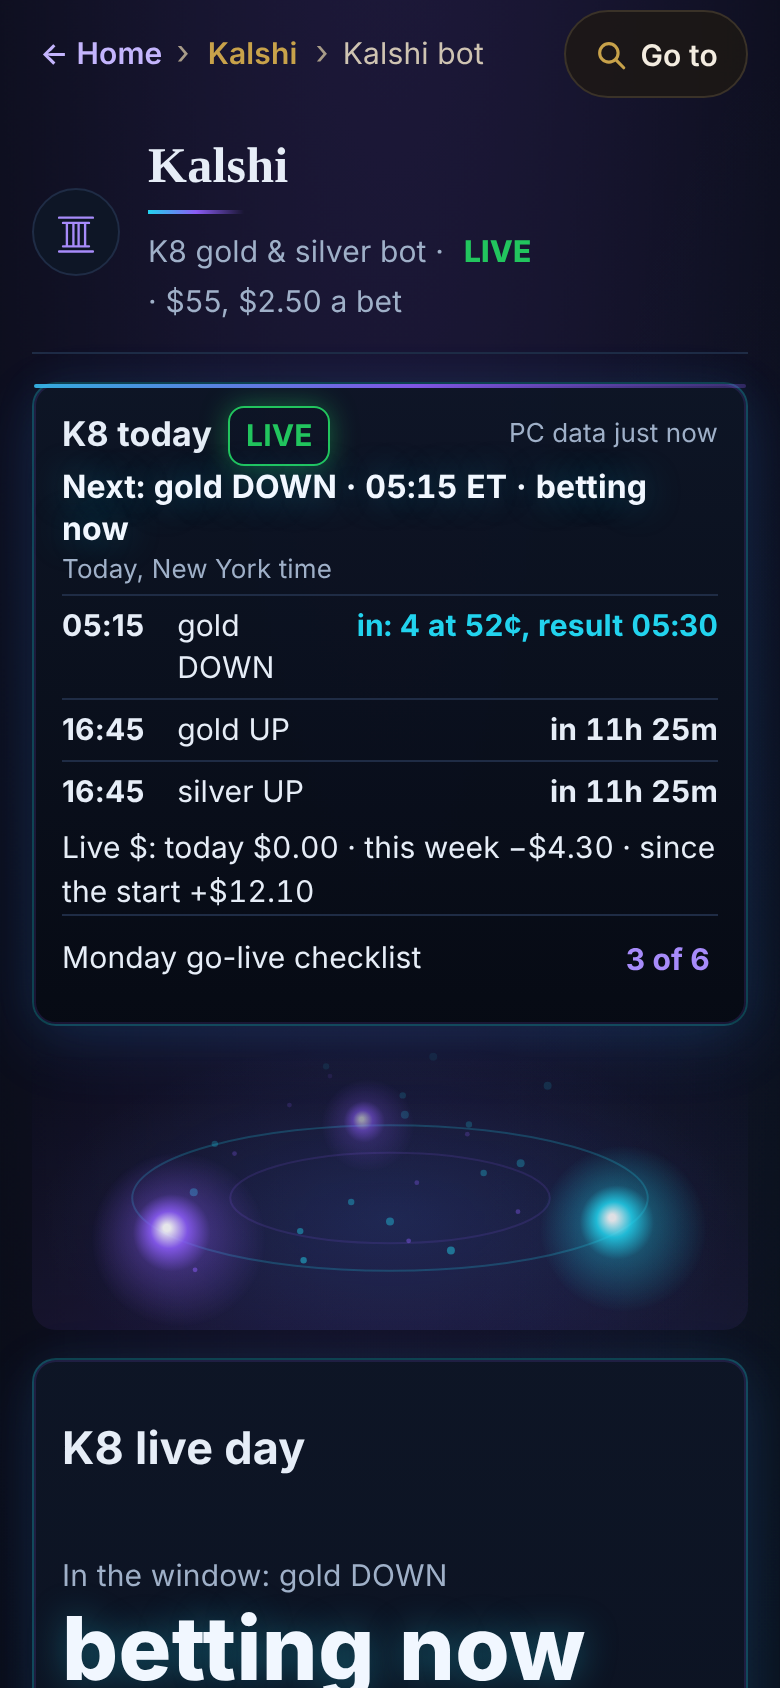 ← Home › Kalshi › Kalshi bot
Go to
Kalshi
K8 gold & silver bot · LIVE
· $55, $2.50 a bet
K8 today LIVE PC data just now
Next: gold DOWN · 05:15 ET · betting
now
Today, New York time
05:15 gold in: 4 at 52¢, result 05:30
DOWN
16:45 gold UP in 11h 25m
16:45 silver UP in 11h 25m
Live $: today $0.00 · this week −$4.30 · since
the start +$12.10
Monday go-live checklist 3 of 6
K8 live day
In the window: gold DOWN
betting now